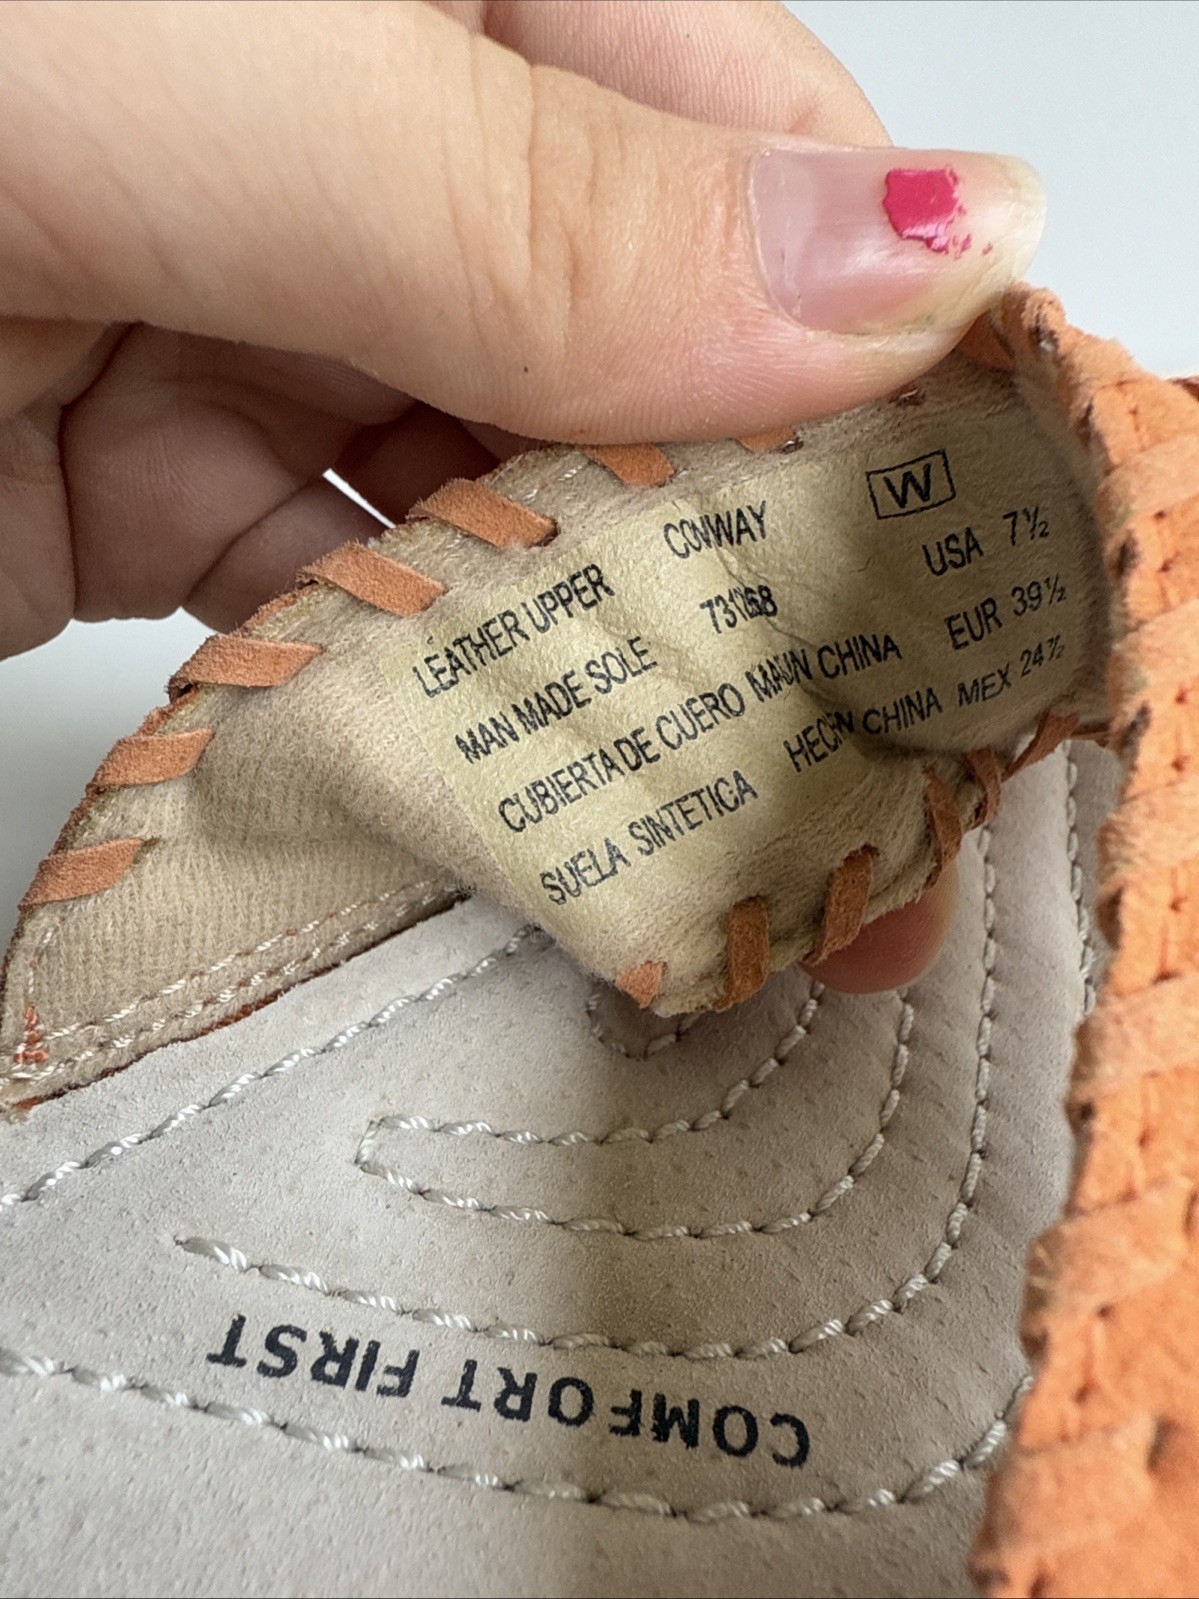 CONWAY W
LEATHER UPPER USA 7½
MAN MADE SOLE EUR 39½
CUBIERTA DE CUERO CHINA MEX 24½
SUELA SINTETICA CHINA
COMFORT FIRST